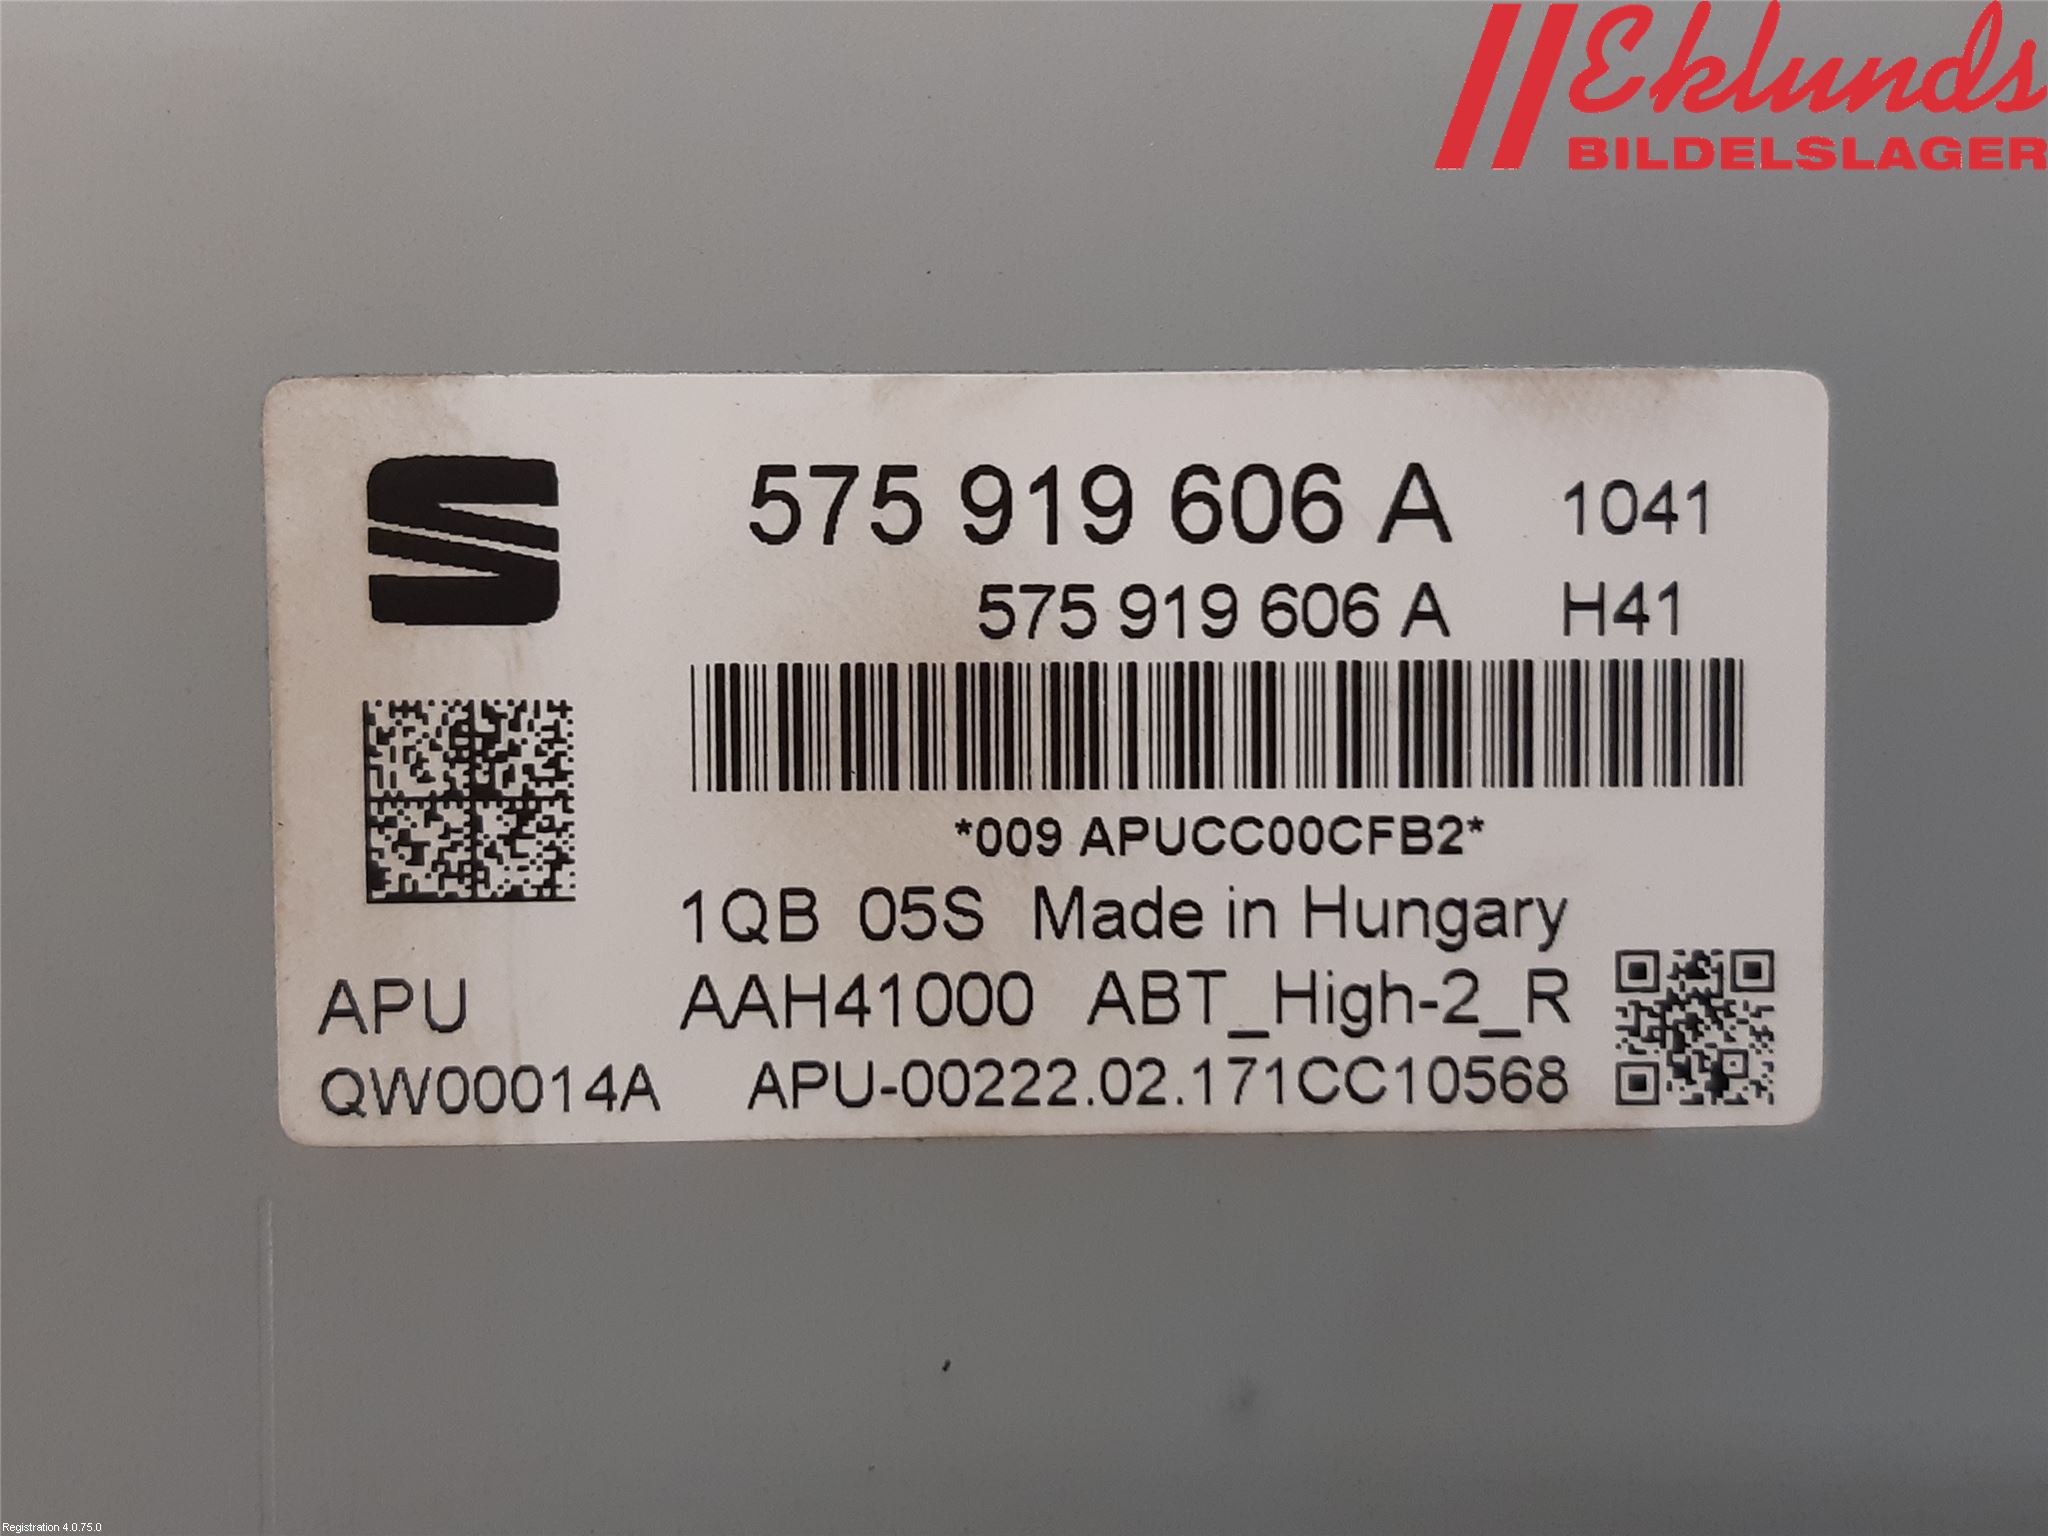 Eklunds
BILDELSLAGER
575 919 606 A 1041
575 919 606 A H41
*009 APUCC00CFB2*
1QB 05S Made in Hungary
APU AAH41000 ABT_High-2_R
QW00014A APU-00222.02.171CC10568
Registration 4.0.75.0